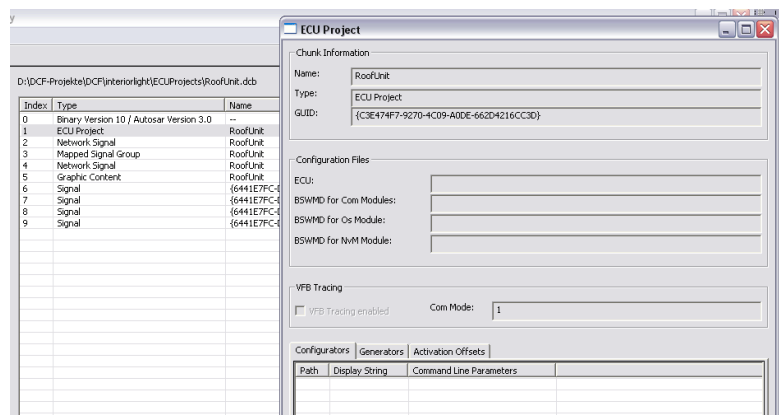 y
D:\DCF-Projekte\DCF\interiorlight\ECUProjects\RoofUnit.dcb
Index Type Name
0 Binary Version 10 / Autosar Version 3.0 --
1 ECU Project RoofUnit
2 Network Signal RoofUnit
3 Mapped Signal Group RoofUnit
4 Network Signal RoofUnit
5 Graphic Content RoofUnit
6 Signal {6441E7FC-D
7 Signal {6441E7FC-D
8 Signal {6441E7FC-D
9 Signal {6441E7FC-D
ECU Project
Chunk Information
Name: RoofUnit
Type: ECU Project
GUID: {C3E474F7-9270-4C09-A0DE-662D4216CC3D}
Configuration Files
ECU:
BSWMD for Com Modules:
BSWMD for Os Module:
BSWMD for NvM Module:
VFB Tracing
VFB Tracing enabled Com Mode: 1
Configurators Generators Activation Offsets
Path Display String Command Line Parameters